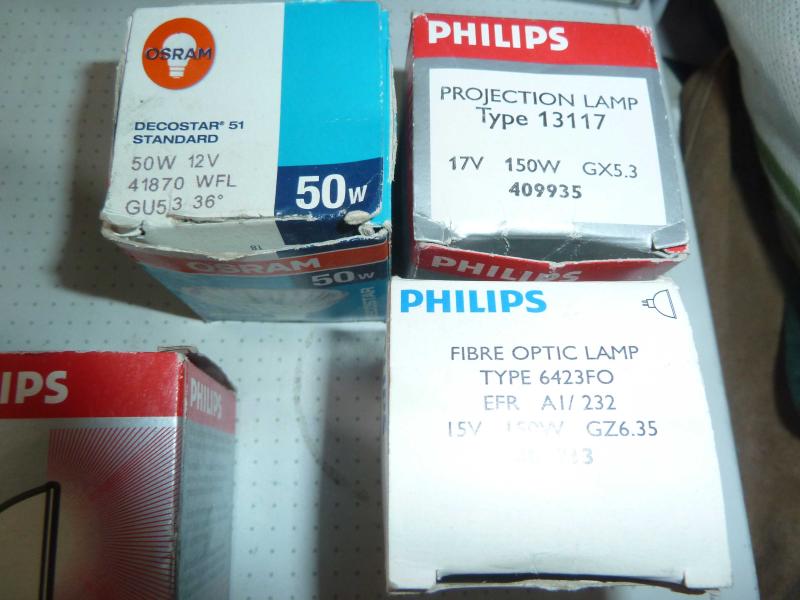 OSRAM
DECOSTAR® 51
STANDARD
50W 12V
41870 WFL
GU5,3 36°
50w
81
OSRAM
50w
DECOSTAR
PHILIPS
PROJECTION LAMP
Type 13117
17V 150W GX5.3
409935
PHILIPS
PHILIPS
FIBRE OPTIC LAMP
TYPE 6423FO
EFR A1/ 232
15V 150W GZ6.35
IPS
PHILIPS